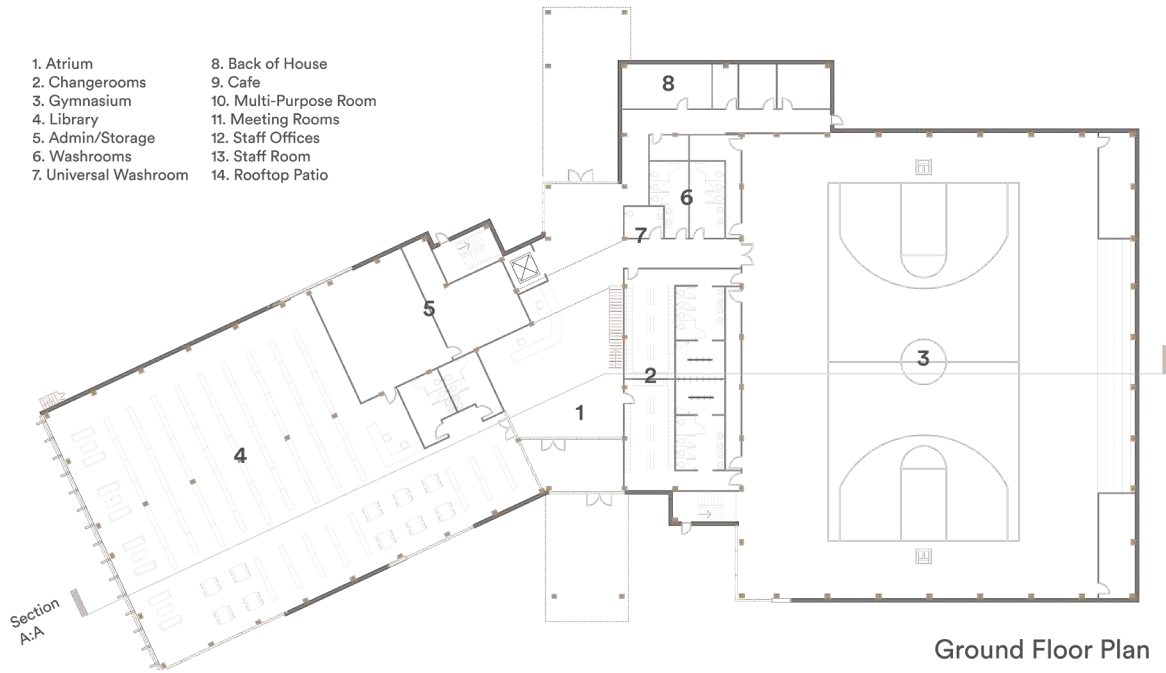 1. Atrium
2. Changerooms
3. Gymnasium
4. Library
5. Admin/Storage
6. Washrooms
7. Universal Washroom
8. Back of House
9. Cafe
10. Multi-Purpose Room
11. Meeting Rooms
12. Staff Offices
13. Staff Room
14. Rooftop Patio
8
6
7
5
3
2
1
4
Section
A:A
Ground Floor Plan